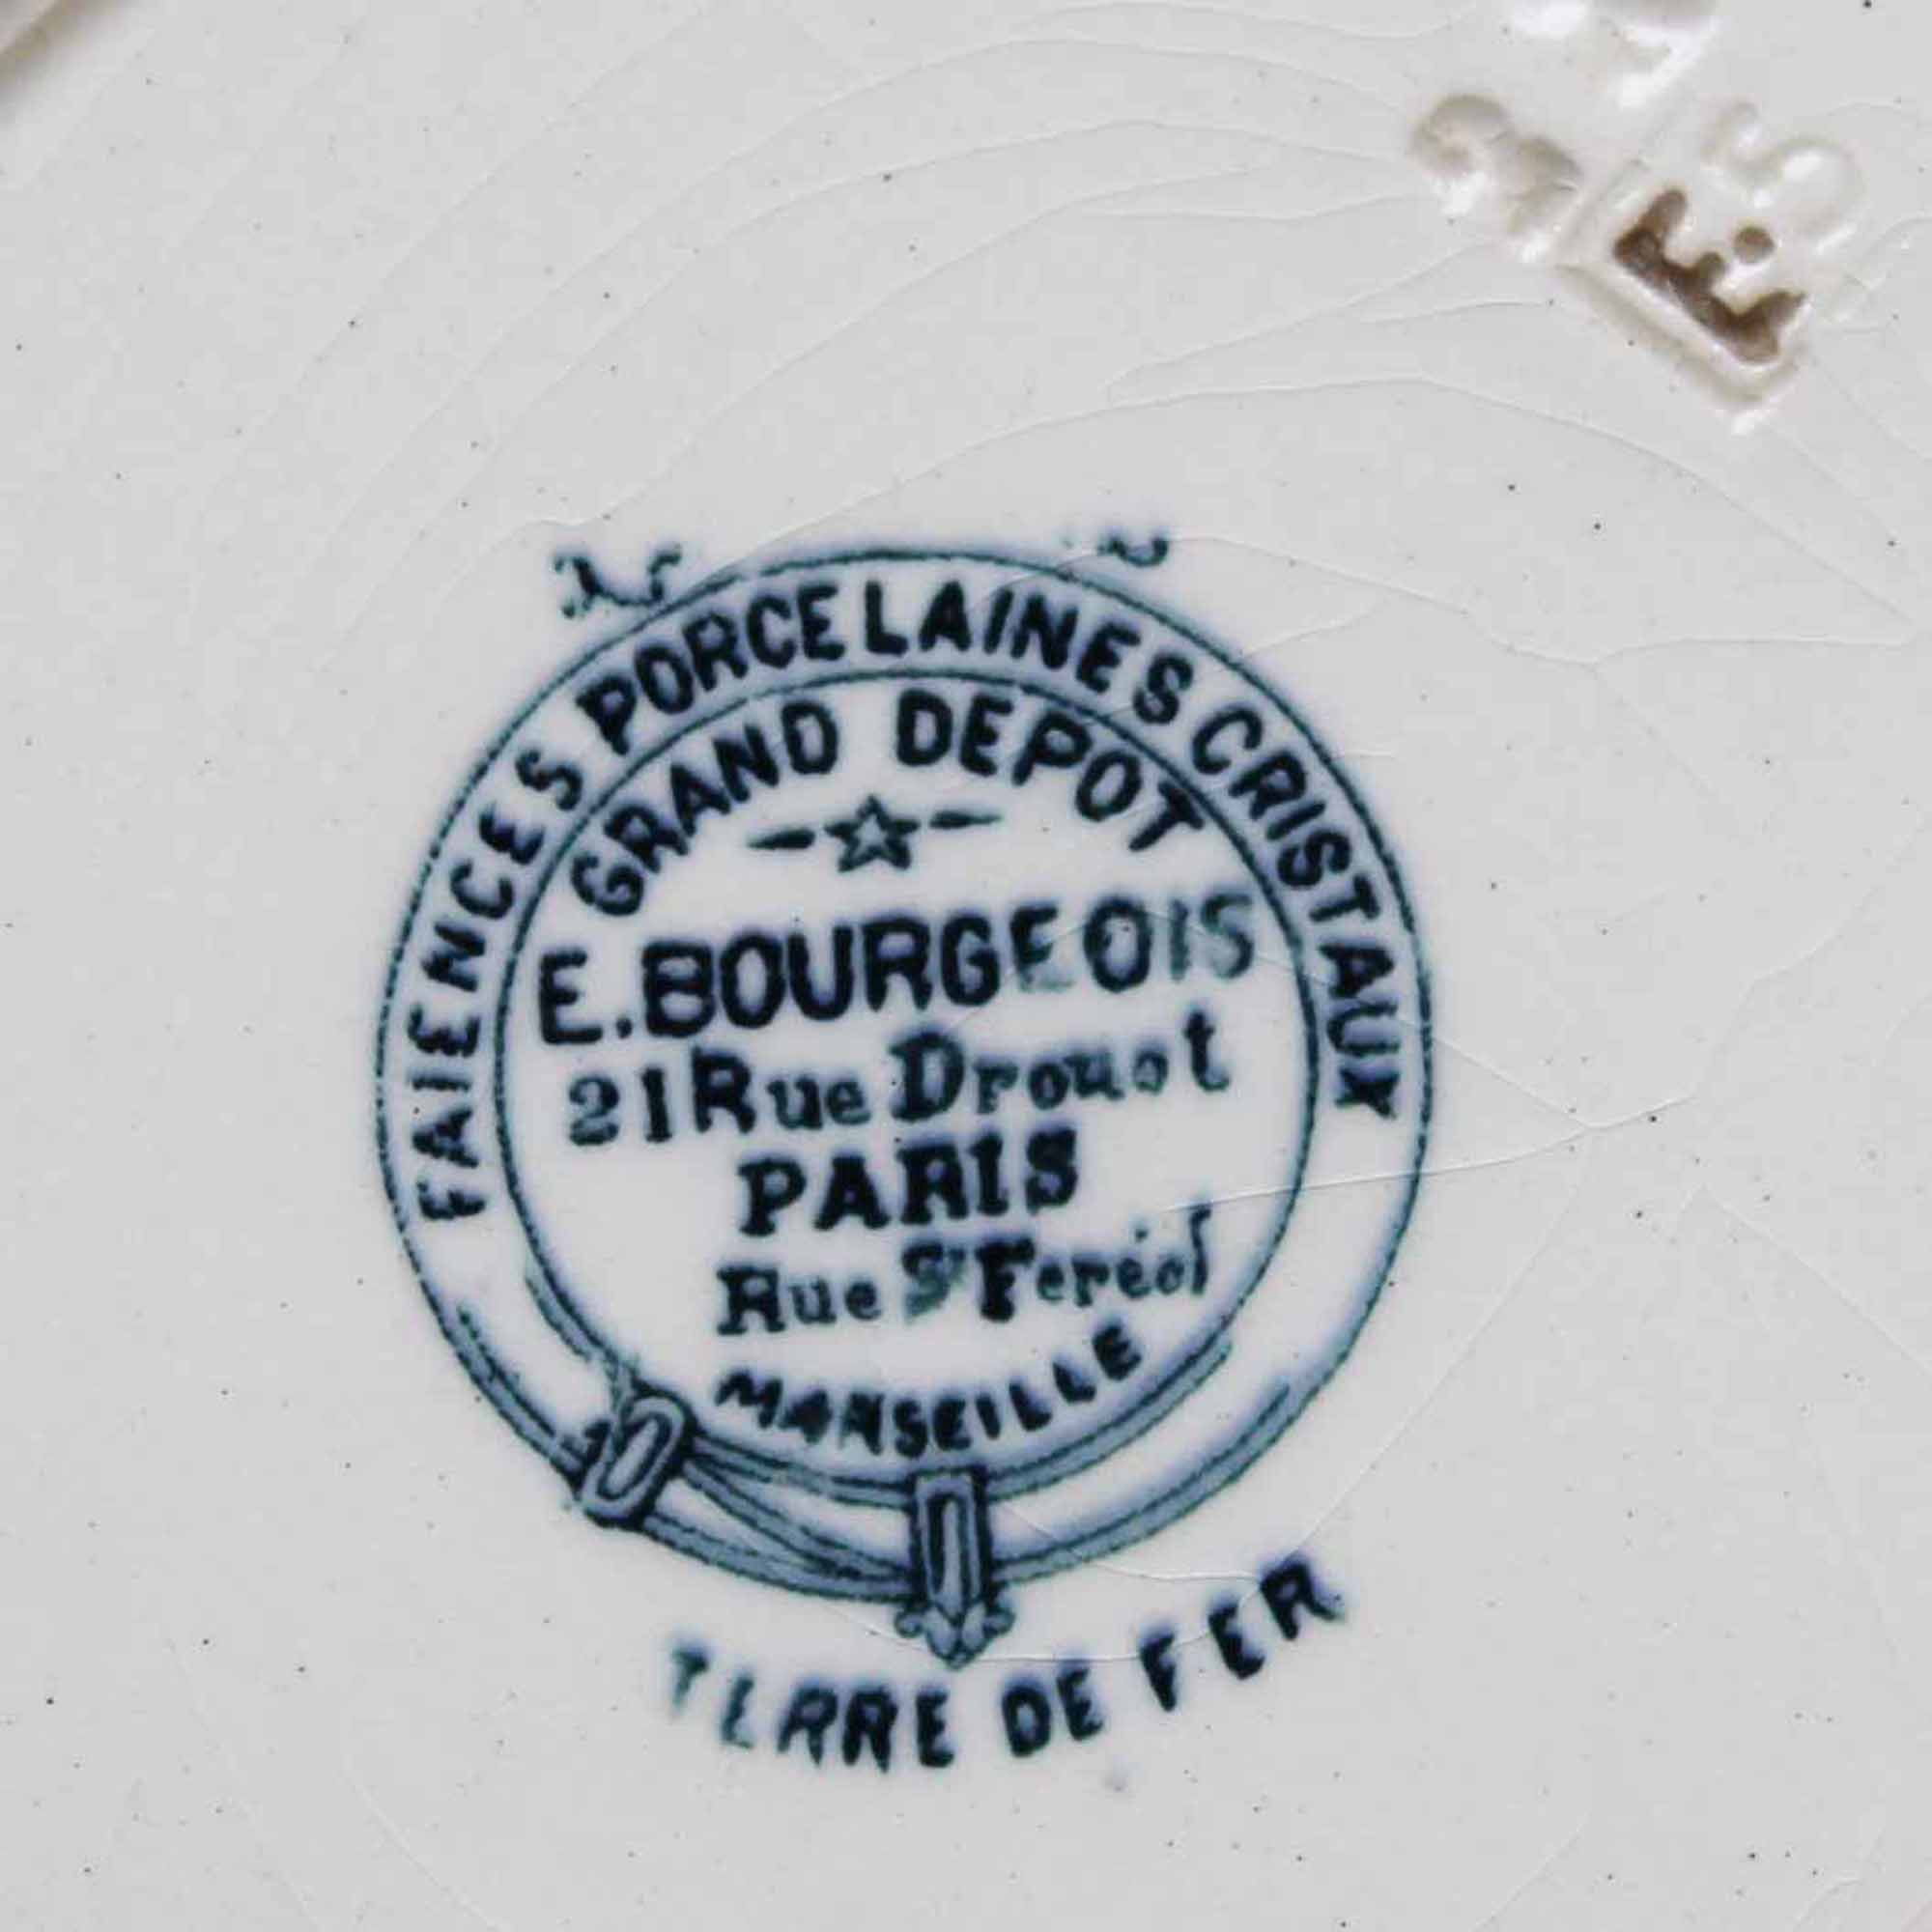 FAIENCES PORCELAINES CRISTAUX
GRAND DEPOT
E.BOURGEOIS
21 Rue Drouot
PARIS
Rue St Feréol
MARSEILLE
TERRE DE FER